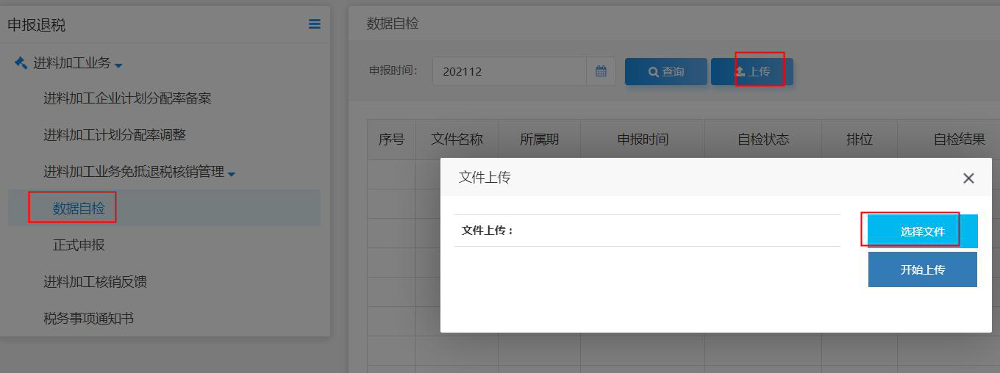 申报退税
进料加工业务
进料加工企业计划分配率备案
进料加工计划分配率调整
进料加工业务免抵退税核销管理
数据自检
正式申报
进料加工核销反馈
税务事项通知书
数据自检
申报时间： 202112 查询 上传
序号 文件名称 所属期 申报时间 自检状态 排位 自检结果
文件上传
文件上传： 选择文件
开始上传